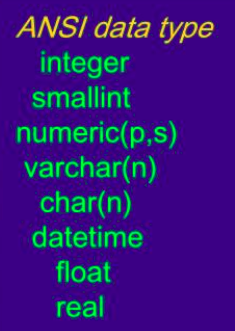 ANSI data type
integer
smallint
numeric(p,s)
varchar(n)
char(n)
datetime
float
real